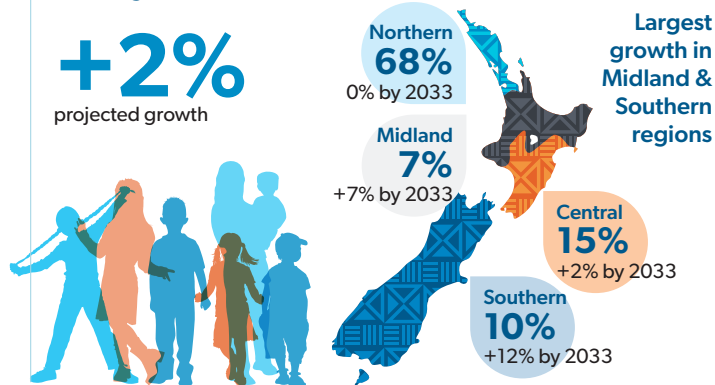 +2%
projected growth
Northern
68%
0% by 2033
Midland
7%
+7% by 2033
Largest
growth in
Midland &
Southern
regions
Central
15%
+2% by 2033
Southern
10%
+12% by 2033